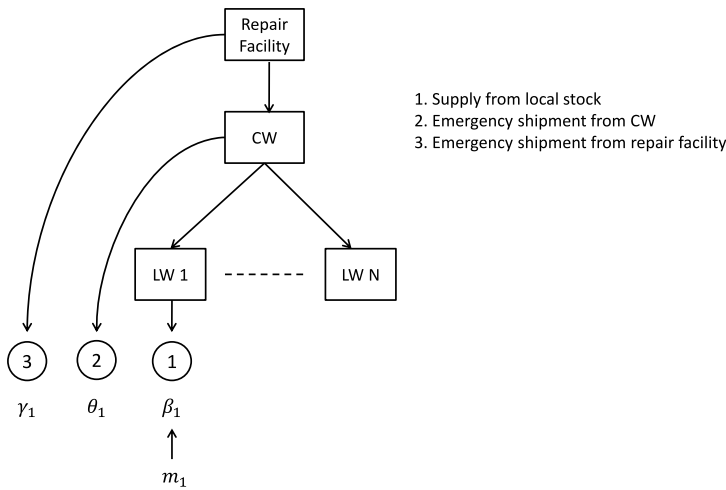 Repair
Facility
1. Supply from local stock
2. Emergency shipment from CW
3. Emergency shipment from repair facility
CW
LW 1
LW N
3
2
1
γ₁
θ₁
β₁
m₁